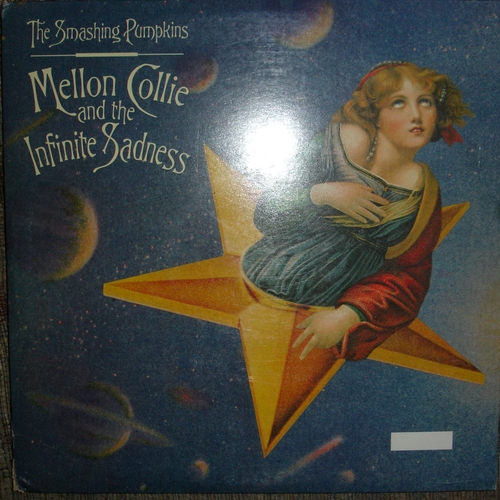 The Smashing Pumpkins
Mellon Collie
and the
Infinite Sadness